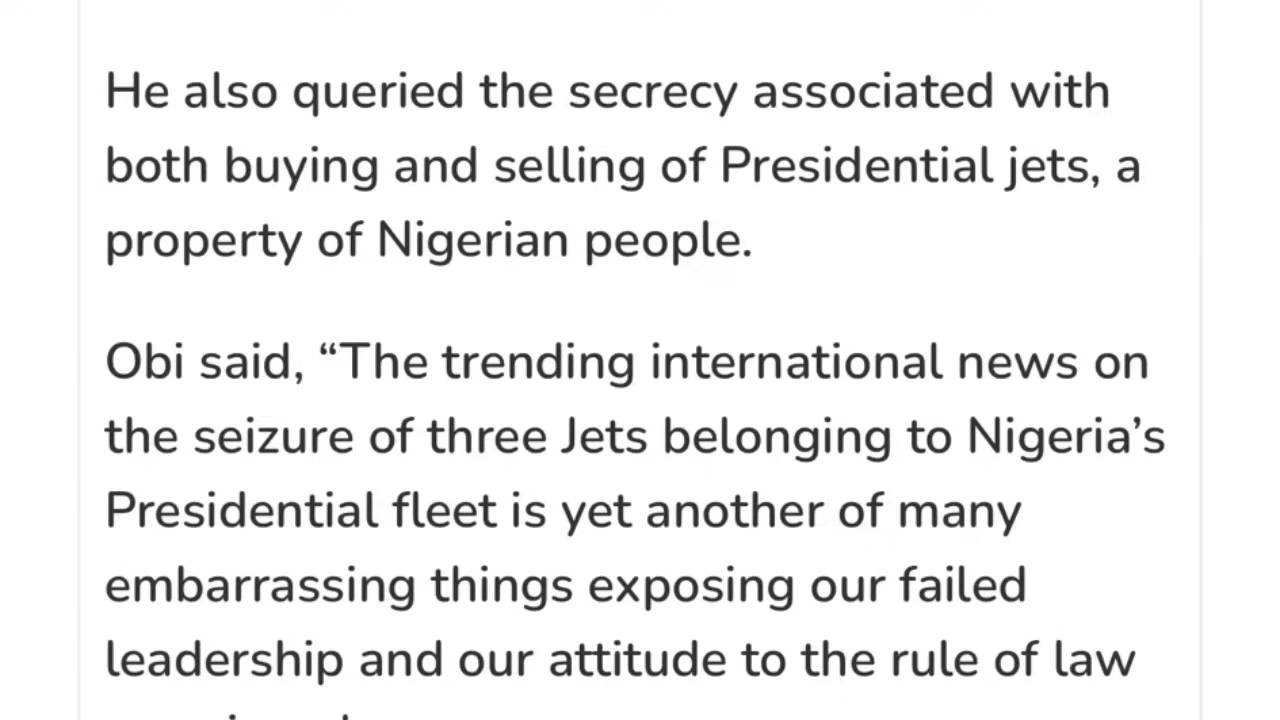 He also queried the secrecy associated with
both buying and selling of Presidential jets, a
property of Nigerian people.
Obi said, “The trending international news on
the seizure of three Jets belonging to Nigeria’s
Presidential fleet is yet another of many
embarrassing things exposing our failed
leadership and our attitude to the rule of law